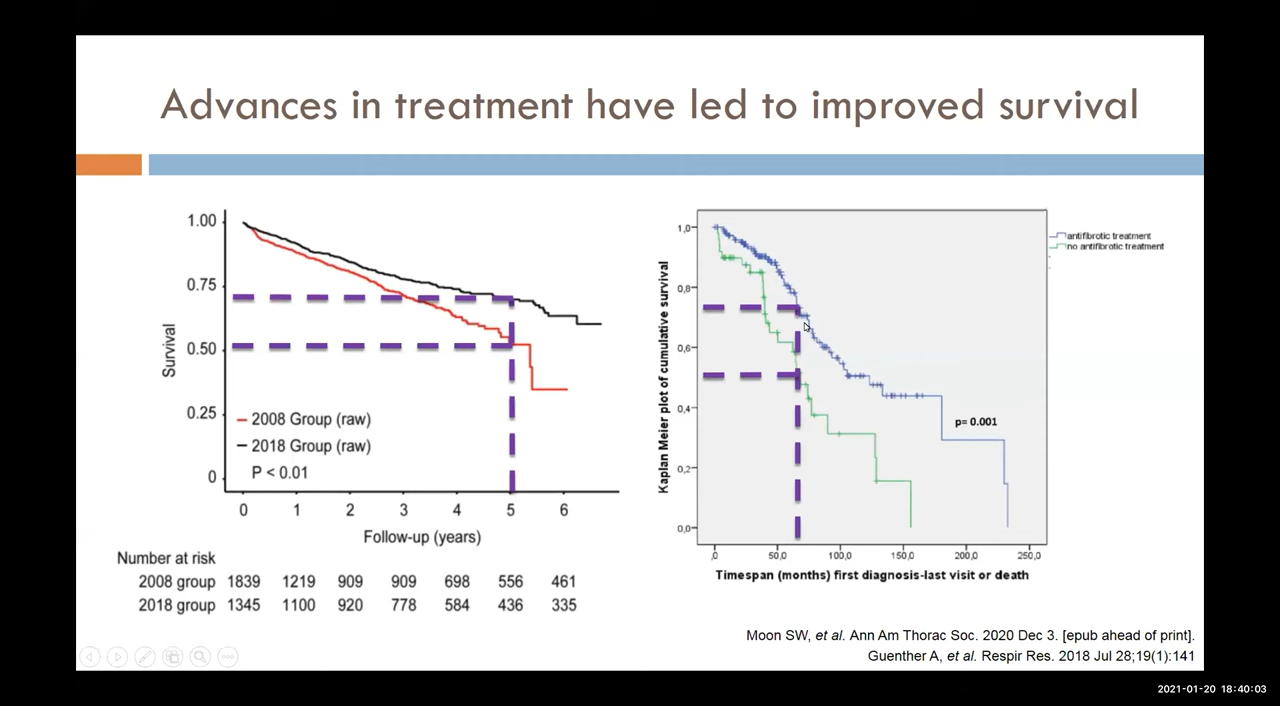 Advances in treatment have led to improved survival
1.00
0.75
0.50
0.25
0
Survival
2008 Group (raw)
2018 Group (raw)
P < 0.01
0 1 2 3 4 5 6
Follow-up (years)
Number at risk
2008 group 1839 1219 909 909 698 556 461
2018 group 1345 1100 920 778 584 436 335
Kaplan Meier plot of cumulative survival
1,0
0,8
0,6
0,4
0,2
0,0
antifibrotic treatment
no antifibrotic treatment
p= 0.001
,0 50,0 100,0 150,0 200,0 250,0
Timespan (months) first diagnosis-last visit or death
Moon SW, et al. Ann Am Thorac Soc. 2020 Dec 3. [epub ahead of print].
Guenther A, et al. Respir Res. 2018 Jul 28;19(1):141
2021-01-20 18:40:03